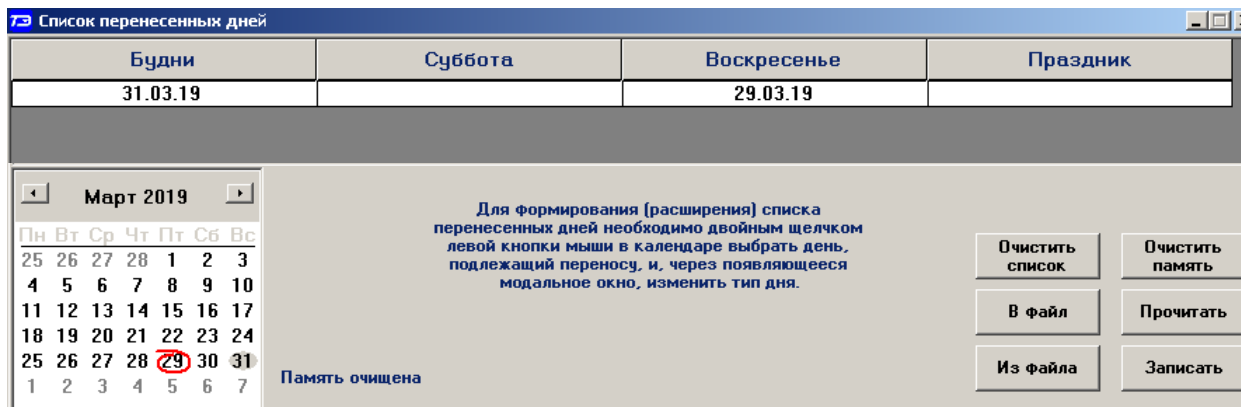 ТЭ Список перенесенных дней
Будни Суббота Воскресенье Праздник
31.03.19 29.03.19
Март 2019
Пн Вт Ср Чт Пт Сб Вс
25 26 27 28 1 2 3
4 5 6 7 8 9 10
11 12 13 14 15 16 17
18 19 20 21 22 23 24
25 26 27 28 29 30 31
1 2 3 4 5 6 7
Для формирования (расширения) списка
перенесенных дней необходимо двойным щелчком
левой кнопки мыши в календаре выбрать день,
подлежащий переносу, и, через появляющееся
модальное окно, изменить тип дня.
Память очищена
Очистить
список
Очистить
память
В файл
Прочитать
Из файла
Записать